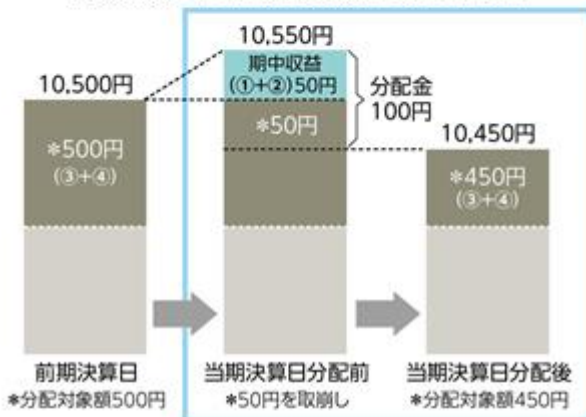 10,550円
期中収益
(①+②)50円
分配金
100円
10,500円
*50円
10,450円
*500円
(③+④)
*450円
(③+④)
前期決算日
*分配対象額500円
当期決算日分配前
*50円を取崩し
当期決算日分配後
*分配対象額450円